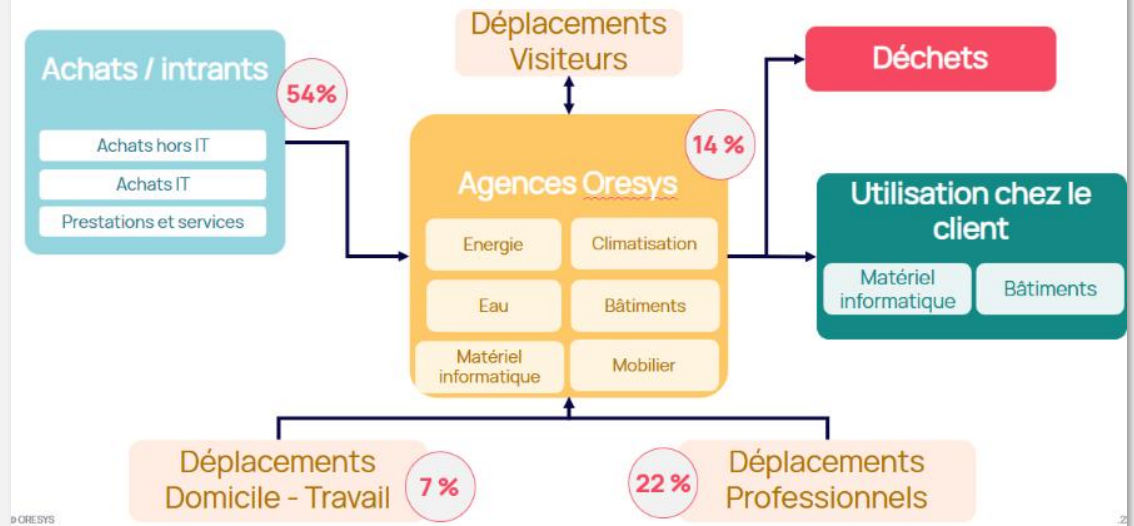 Déplacements
Visiteurs
Achats / intrants
54%
Achats hors IT
Achats IT
Prestations et services
Agences Oresys
14 %
Energie
Climatisation
Eau
Bâtiments
Matériel
informatique
Mobilier
Déchets
Utilisation chez le
client
Matériel
informatique
Bâtiments
Déplacements
Domicile - Travail
7 %
22 %
Déplacements
Professionnels
© ORESYS